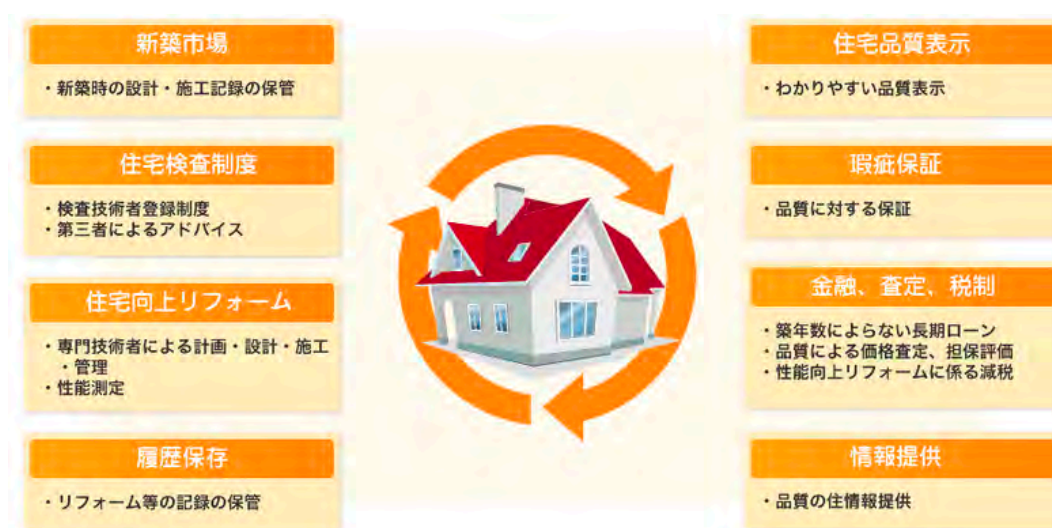 新築市場
・新築時の設計・施工記録の保管
住宅検査制度
・検査技術者登録制度
・第三者によるアドバイス
住宅向上リフォーム
・専門技術者による計画・設計・施工
・管理
・性能測定
履歴保存
・リフォーム等の記録の保管
住宅品質表示
・わかりやすい品質表示
瑕疵保証
・品質に対する保証
金融、査定、税制
・築年数によらない長期ローン
・品質による価格査定、担保評価
・性能向上リフォームに係る減税
情報提供
・品質の住情報提供